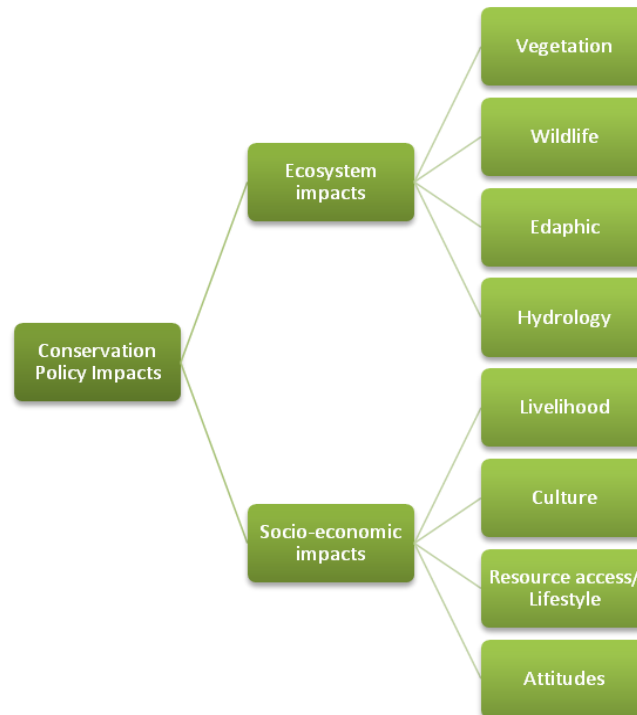 Conservation
Policy Impacts
Ecosystem
impacts
Vegetation
Wildlife
Edaphic
Hydrology
Socio-economic
impacts
Livelihood
Culture
Resource access/
Lifestyle
Attitudes